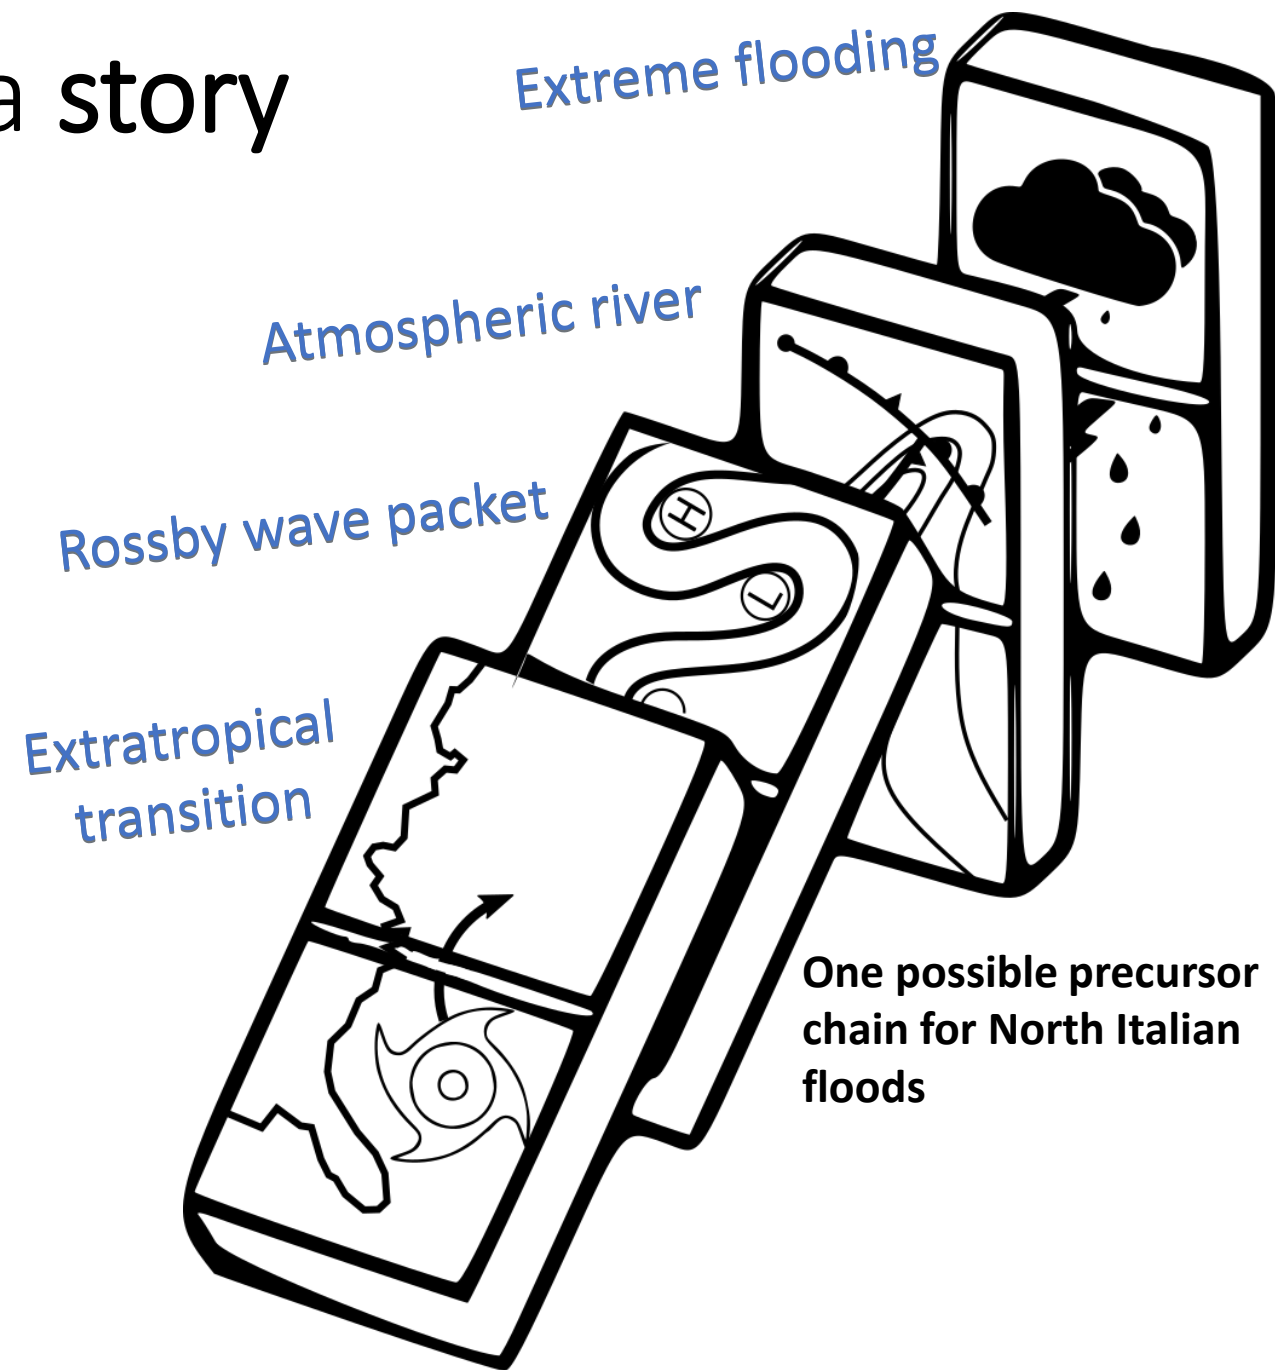 a story
Extreme flooding
Atmospheric river
Rossby wave packet
H
L
Extratropical
transition
One possible precursor
chain for North Italian
floods